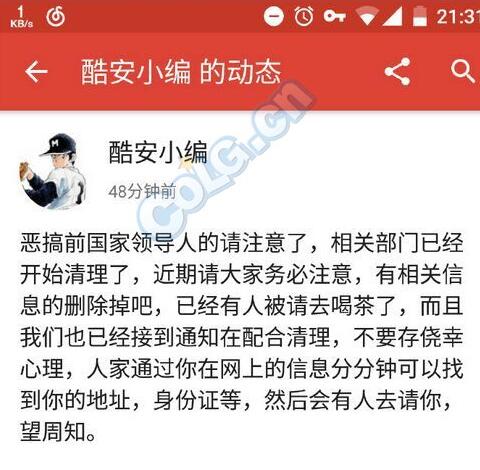 1
KB/s
21:31
酷安小编 的动态
CoLG.cn
酷安小编
48分钟前
恶搞前国家领导人的请注意了，相关部门已经
开始清理了，近期请大家务必注意，有相关信
息的删除掉吧，已经有人被请去喝茶了，而且
我们也已经接到通知在配合清理，不要存侥幸
心理，人家通过你在网上的信息分分钟可以找
到你的地址，身份证等，然后会有人去请你，
望周知。